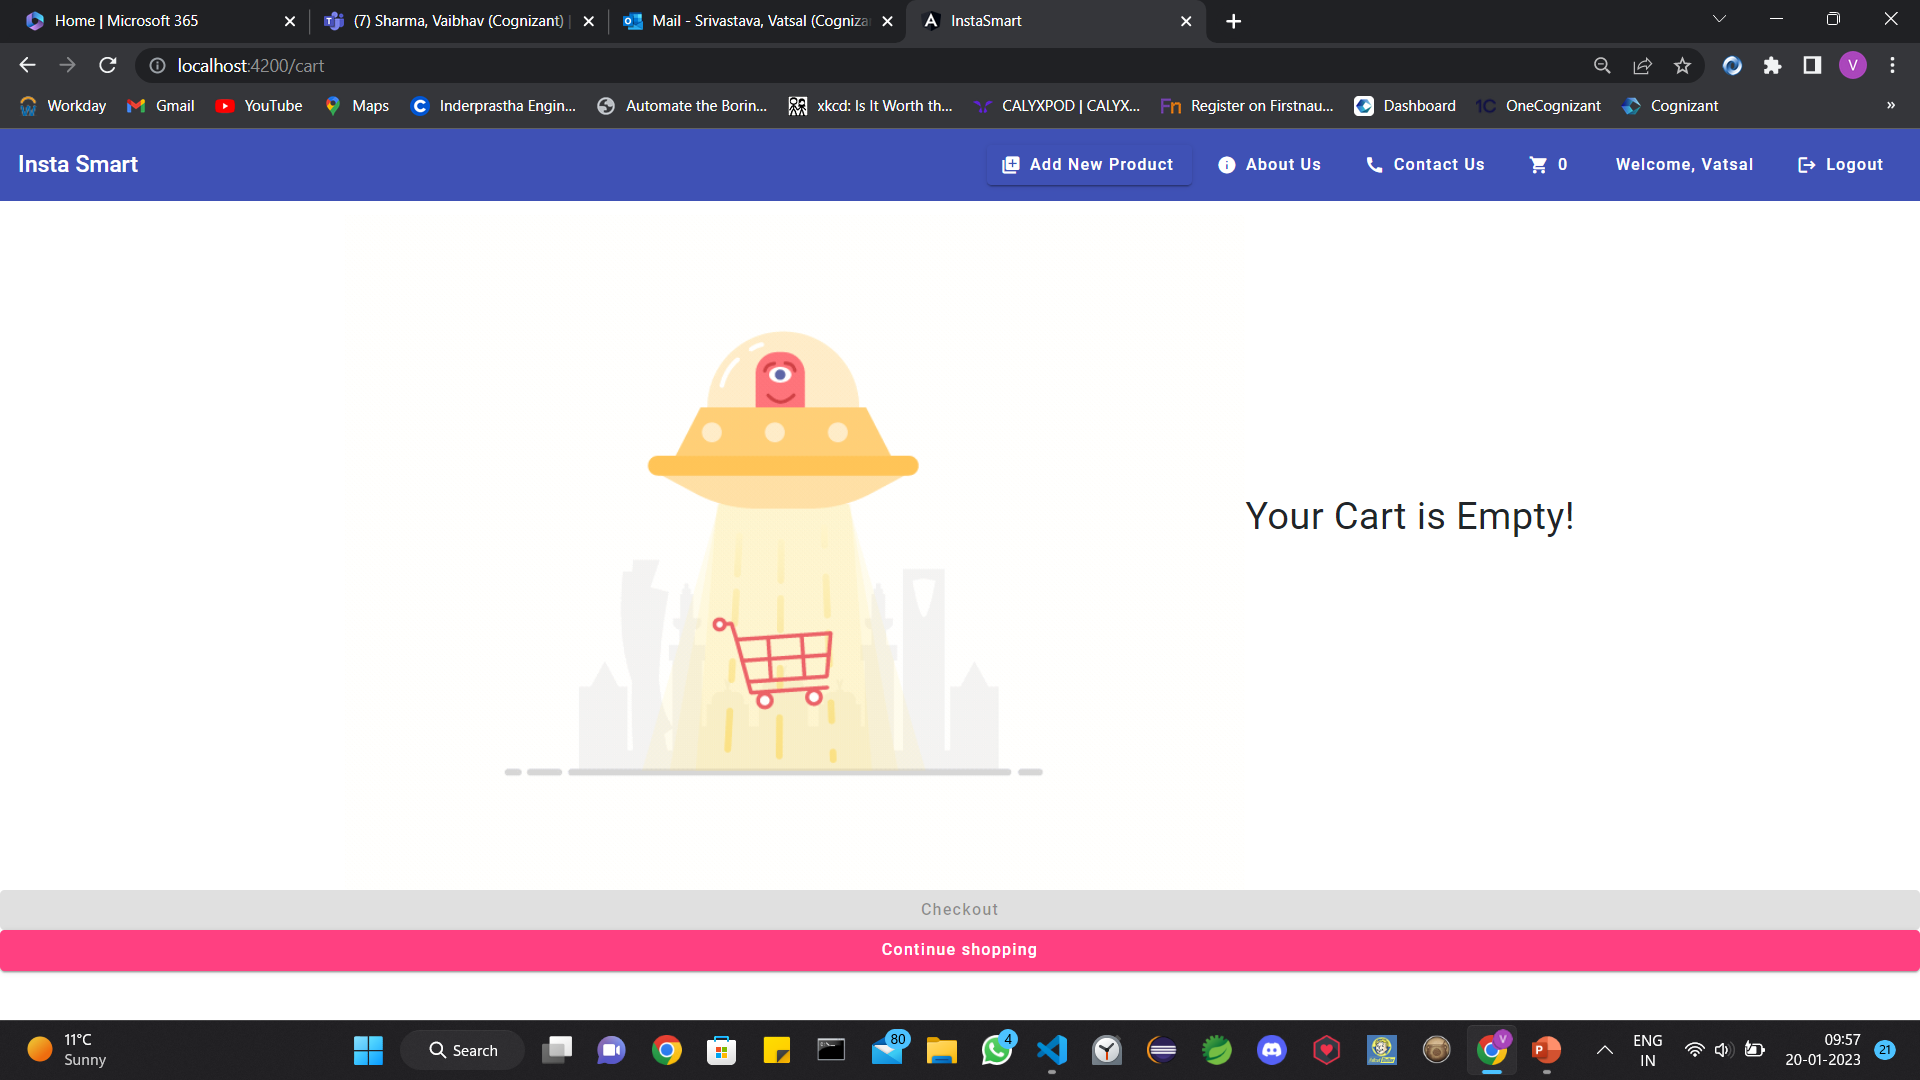 Home | Microsoft 365
(7) Sharma, Vaibhav (Cognizant) |
Mail - Srivastava, Vatsal (Cogniza
InstaSmart
localhost:4200/cart
V
Workday
Gmail
YouTube
Maps
Inderprastha Engin...
Automate the Borin...
xkcd: Is It Worth th...
CALYXPOD | CALYX...
Fn Register on Firstnau...
Dashboard
1C OneCognizant
Cognizant
»
Insta Smart
Add New Product
About Us
Contact Us
0
Welcome, Vatsal
Logout
Your Cart is Empty!
Checkout
Continue shopping
11°C
Sunny
Search
80
4
V
P
ENG
IN
09:57
20-01-2023
21